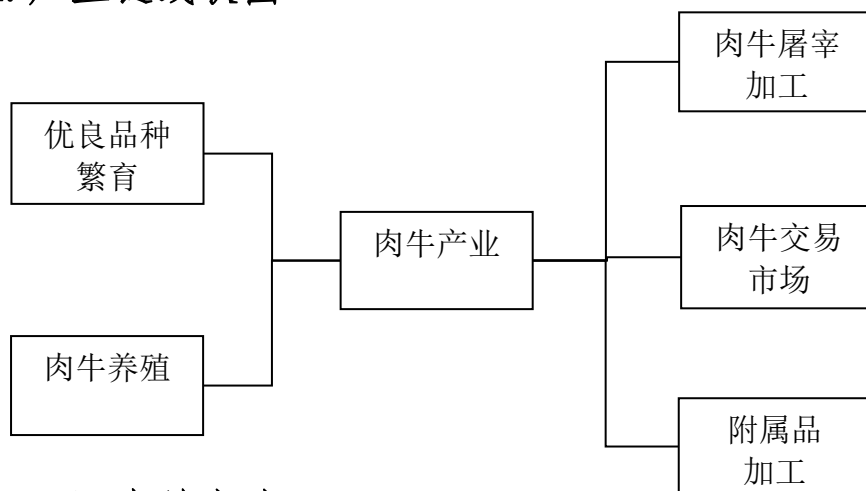 肉牛屠宰
加工
优良品种
繁育
肉牛产业
肉牛交易
市场
肉牛养殖
附属品
加工